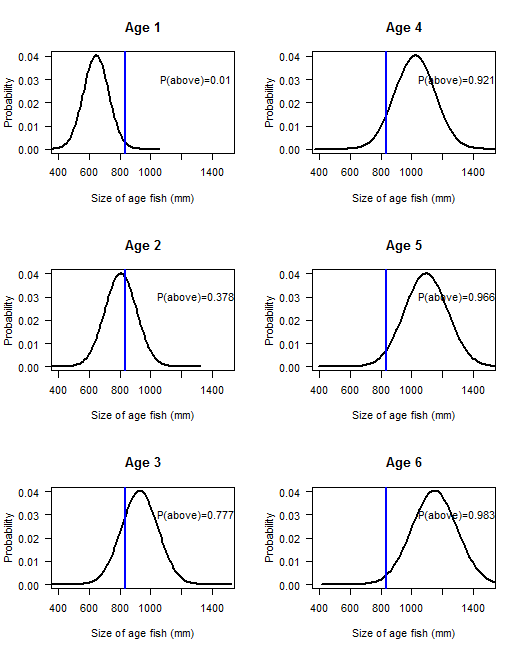 Age 1
Probability
0.04
0.03
0.02
0.01
0.00
P(above)=0.01
400 600 800 1000 1400
Size of age fish (mm)
Age 4
Probability
0.04
0.03
0.02
0.01
0.00
P(above)=0.921
400 600 800 1000 1400
Size of age fish (mm)
Age 2
Probability
0.04
0.03
0.02
0.01
0.00
P(above)=0.378
400 600 800 1000 1400
Size of age fish (mm)
Age 5
Probability
0.04
0.03
0.02
0.01
0.00
P(above)=0.966
400 600 800 1000 1400
Size of age fish (mm)
Age 3
Probability
0.04
0.03
0.02
0.01
0.00
P(above)=0.777
400 600 800 1000 1400
Size of age fish (mm)
Age 6
Probability
0.04
0.03
0.02
0.01
0.00
P(above)=0.983
400 600 800 1000 1400
Size of age fish (mm)